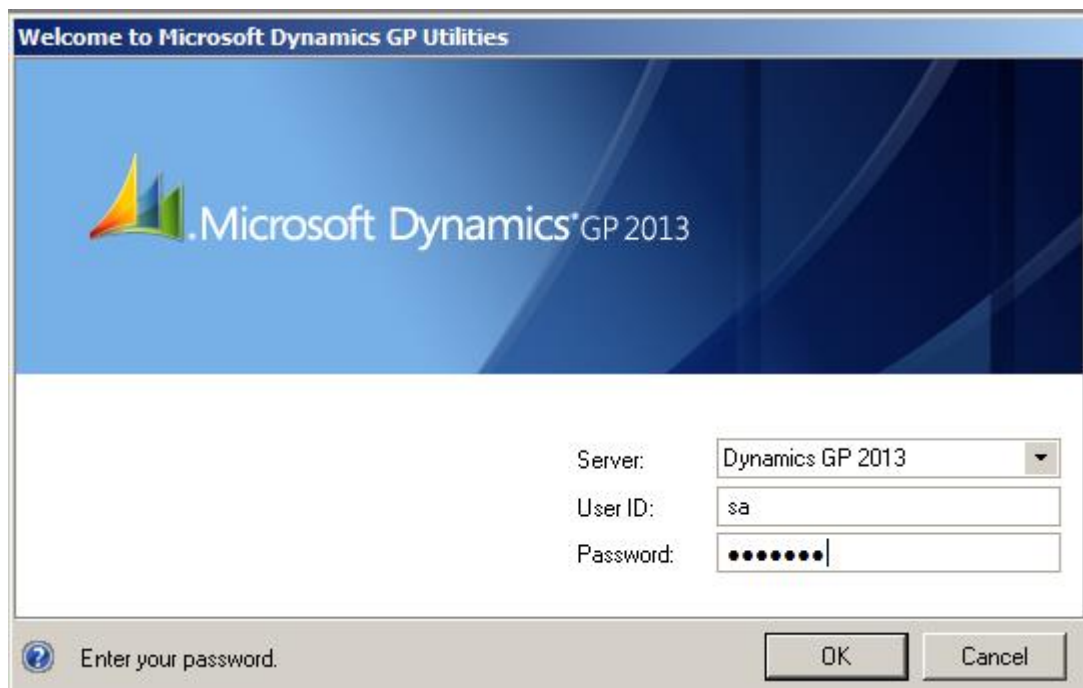 Welcome to Microsoft Dynamics GP Utilities
Microsoft Dynamics® GP 2013
Server: Dynamics GP 2013
User ID: sa
Password: •••••••
Enter your password. OK Cancel